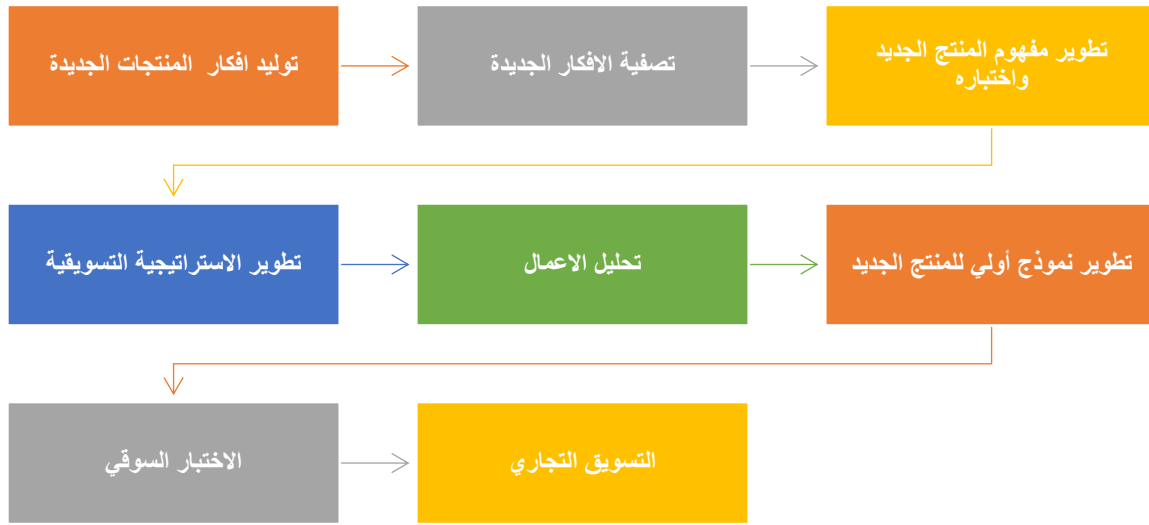 توليد افكار  المنتجات الجديدة
تصفية الافكار الجديدة
تطوير مفهوم المنتج الجديد
واختباره
تطوير الاستراتيجية التسويقية
تحليل الاعمال
تطوير نموذج أولي للمنتج الجديد
الاختبار السوقي
التسويق التجاري